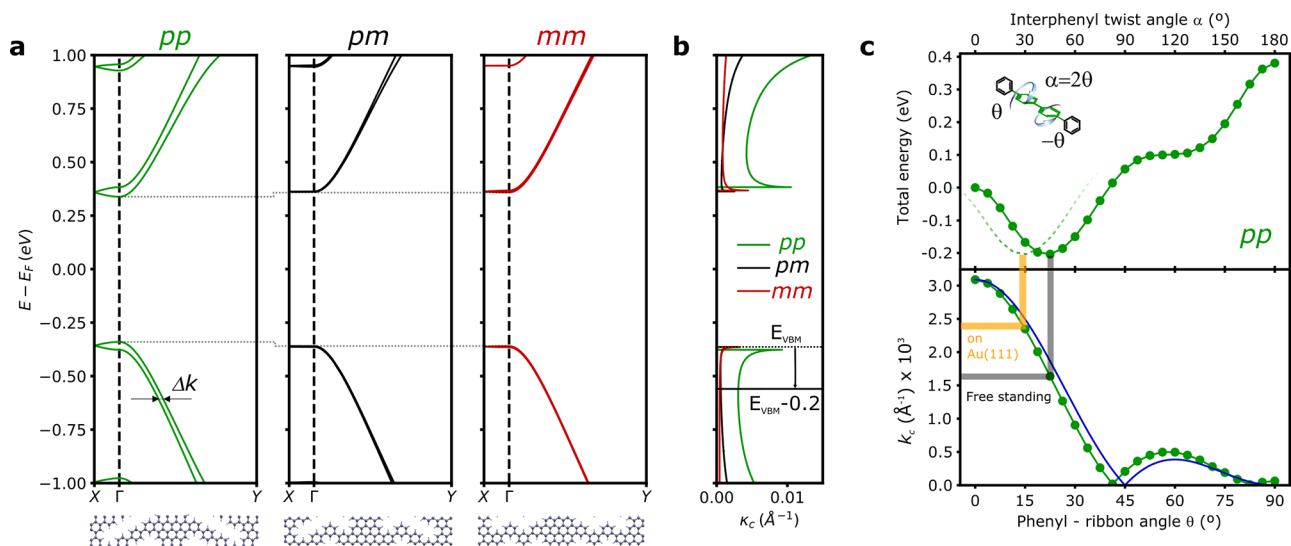 a
pp
pm
mm
b
c
Interphenyl twist angle α (º)
0 30 60 90 120 150 180
1.00
0.75
0.50
0.25
0.00
−0.25
−0.50
−0.75
−1.00
E − E_F (eV)
Δk
X Γ Y
X Γ Y
X Γ Y
pp
pm
mm
E_VBM
E_VBM-0.2
0.00 0.01
κ_c (Å⁻¹)
0.4
0.3
0.2
0.1
0.0
-0.1
-0.2
Total energy (eV)
α=2θ
θ
−θ
pp
3.0
2.5
2.0
1.5
1.0
0.5
0.0
k_c (Å⁻¹) x 10³
on
Au(111)
Free standing
0 15 30 45 60 75 90
Phenyl - ribbon angle θ (º)